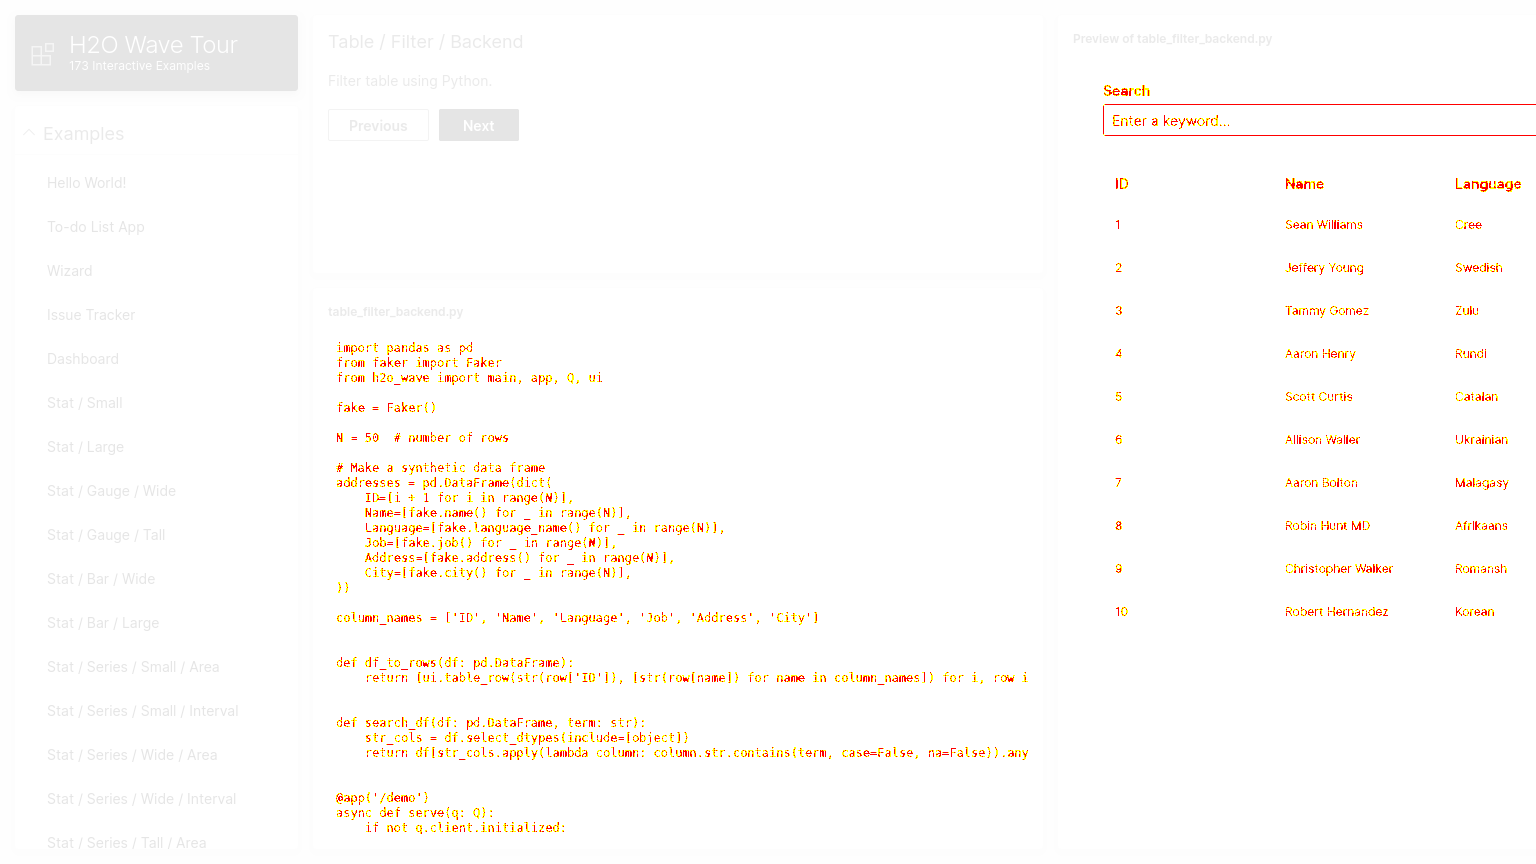 H2O Wave Tour
173 Interactive Examples
Examples
Hello World!
To-do List App
Wizard
Issue Tracker
Dashboard
Stat / Small
Stat / Large
Stat / Gauge / Wide
Stat / Gauge / Tall
Stat / Bar / Wide
Stat / Bar / Large
Stat / Series / Small / Area
Stat / Series / Small / Interval
Stat / Series / Wide / Area
Stat / Series / Wide / Interval
Stat / Series / Tall / Area
Table / Filter / Backend
Filter table using Python.
Previous
Next
table_filter_backend.py
import pandas as pd
from faker import Faker
from h2o_wave import main, app, Q, ui
fake = Faker()
N = 50  # number of rows
# Make a synthetic data frame
addresses = pd.DataFrame(dict(
    ID=[i + 1 for i in range(N)],
    Name=[fake.name() for _ in range(N)],
    Language=[fake.language_name() for _ in range(N)],
    Job=[fake.job() for _ in range(N)],
    Address=[fake.address() for _ in range(N)],
    City=[fake.city() for _ in range(N)],
))
column_names = ['ID', 'Name', 'Language', 'Job', 'Address', 'City']
def df_to_rows(df: pd.DataFrame):
    return [ui.table_row(str(row['ID']), [str(row[name]) for name in column_names]) for i, row i
def search_df(df: pd.DataFrame, term: str):
    str_cols = df.select_dtypes(include=[object])
    return df[str_cols.apply(lambda column: column.str.contains(term, case=False, na=False)).any
@app('/demo')
async def serve(q: Q):
    if not q.client.initialized:
Preview of table_filter_backend.py
Search
Enter a keyword...
ID Name Language
1 Sean Williams Cree
2 Jeffery Young Swedish
3 Tammy Gomez Zulu
4 Aaron Henry Rundi
5 Scott Curtis Catalan
6 Allison Waller Ukrainian
7 Aaron Bolton Malagasy
8 Robin Hunt MD Afrikaans
9 Christopher Walker Romansh
10 Robert Hernandez Korean